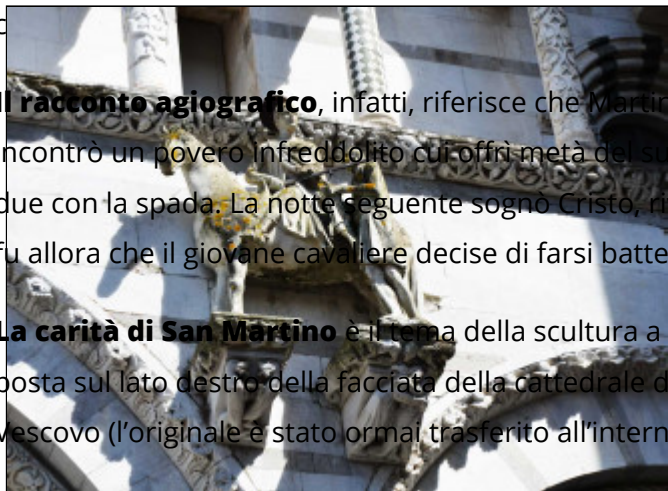 Il racconto agiografico, infatti, riferisce che Martin
incontrò un povero infreddolito cui offrì metà del su
due con la spada. La notte seguente sognò Cristo, ri
fu allora che il giovane cavaliere decise di farsi batte
La carità di San Martino è il tema della scultura a
posta sul lato destro della facciata della cattedrale d
Vescovo (l'originale è stato ormai trasferito all'intern